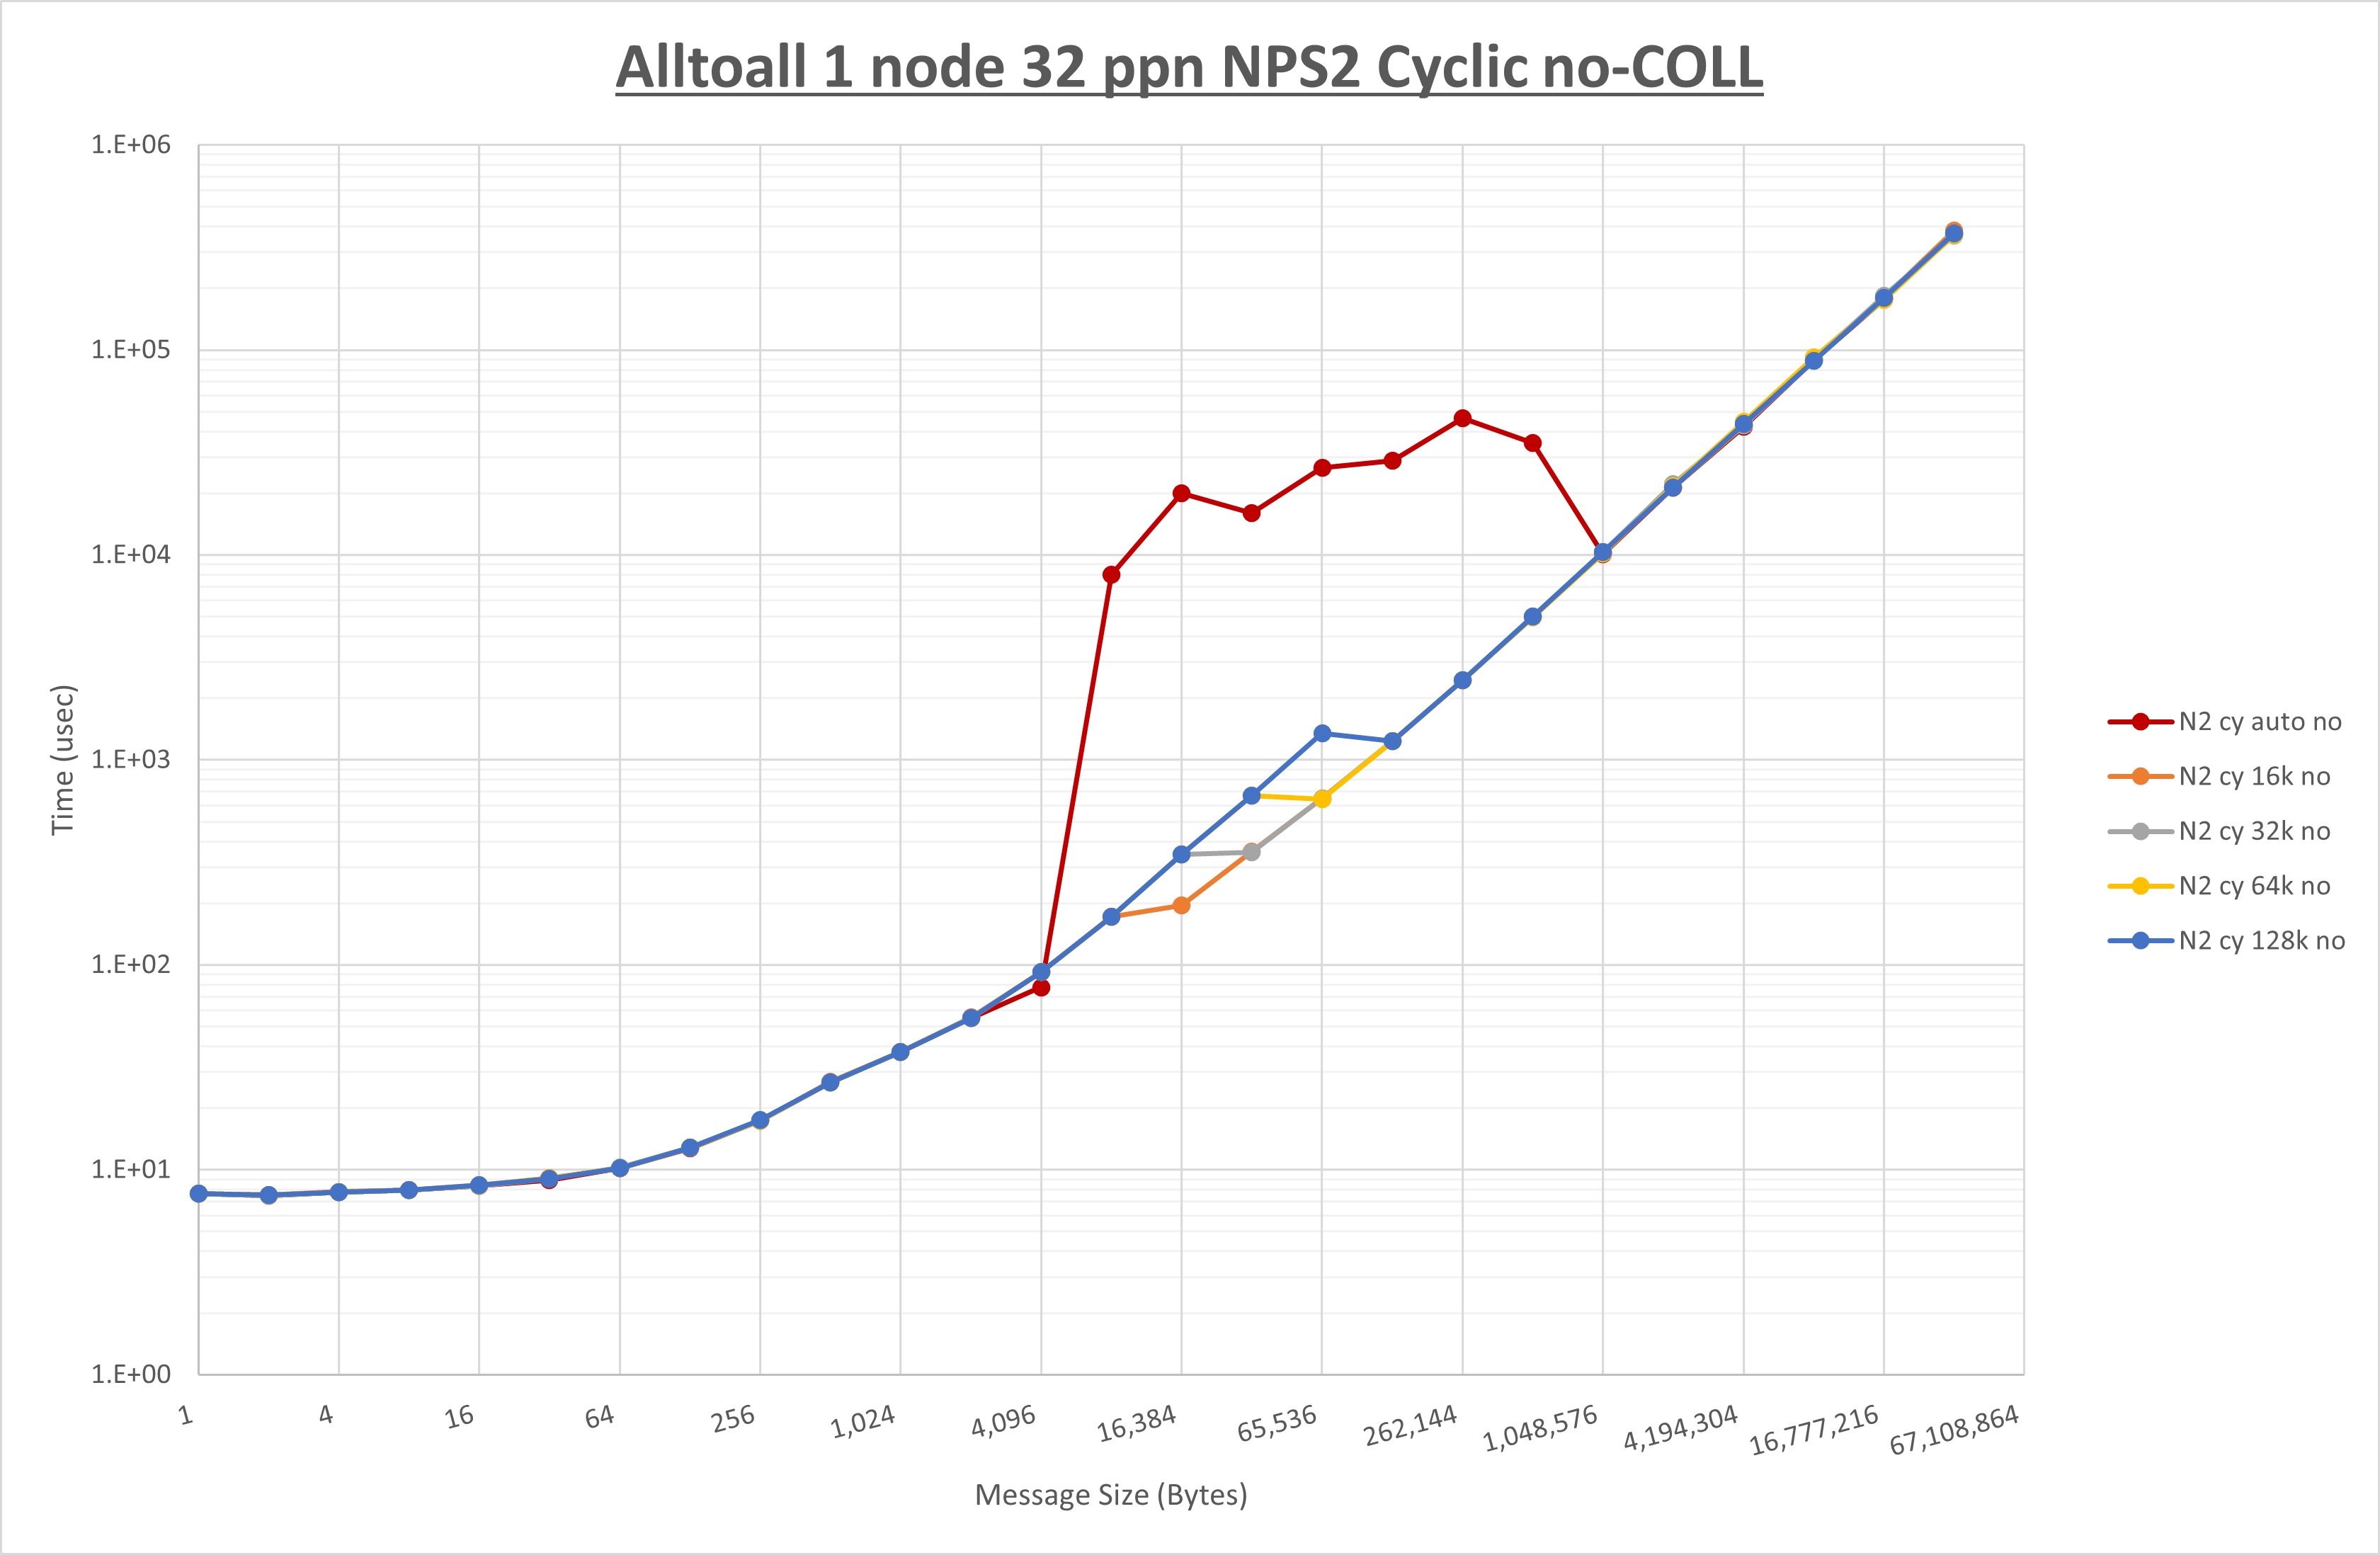 Alltoall 1 node 32 ppn NPS2 Cyclic no-COLL
1.E+06
1.E+05
1.E+04
1.E+03
1.E+02
1.E+01
1.E+00
Time (usec)
1
4
16
64
256
1,024
4,096
16,384
65,536
262,144
1,048,576
4,194,304
16,777,216
67,108,864
Message Size (Bytes)
N2 cy auto no
N2 cy 16k no
N2 cy 32k no
N2 cy 64k no
N2 cy 128k no